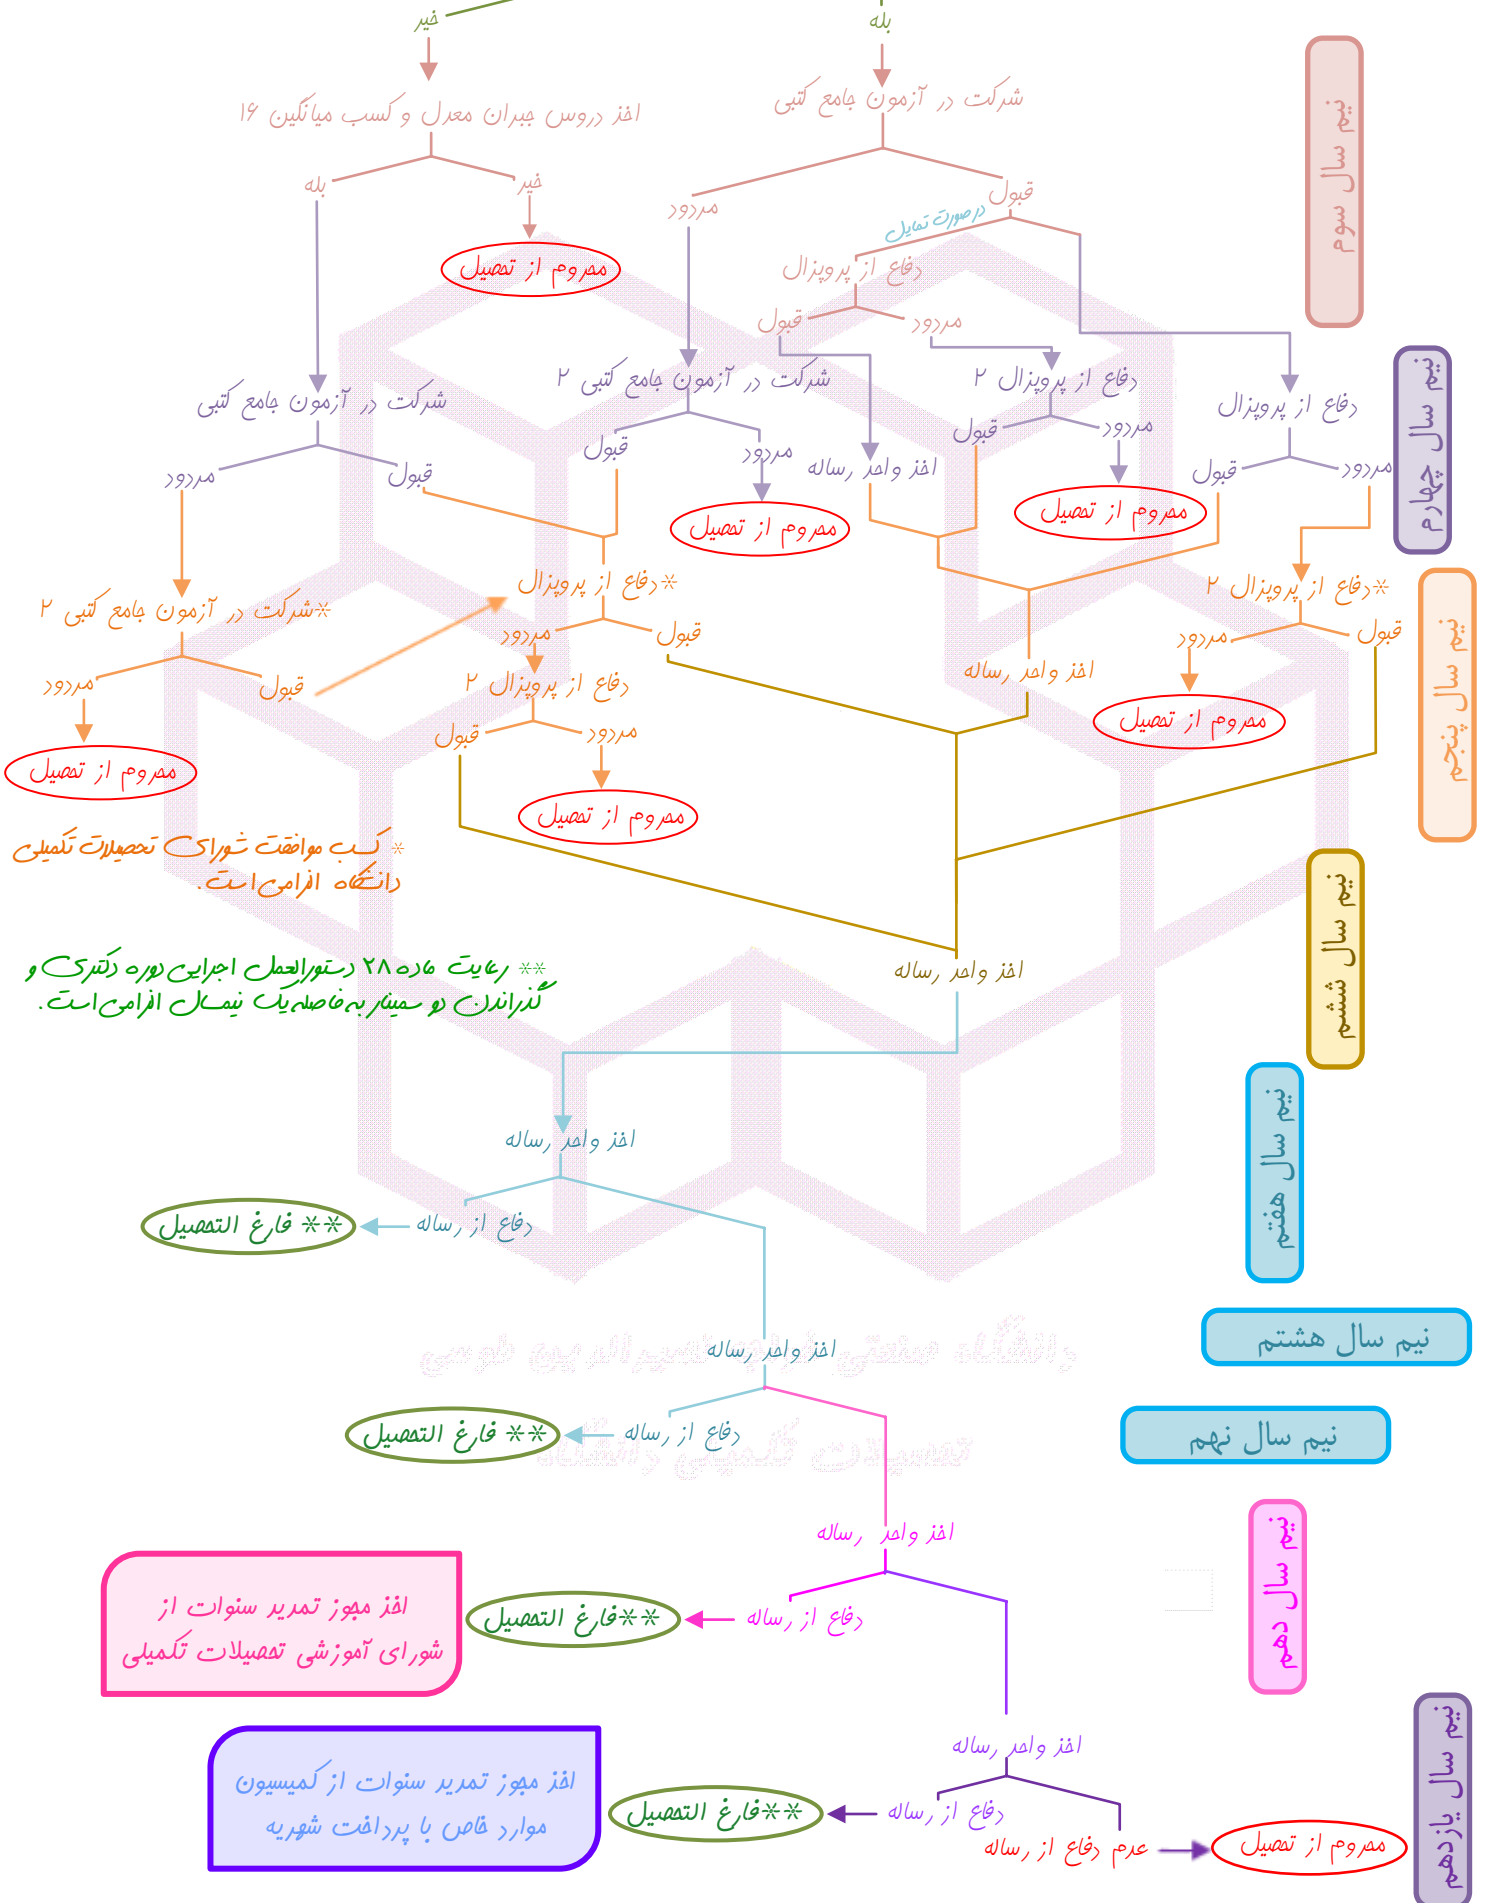 بله
خیر
نیم سال سوم
شرکت در آزمون جامع کتبی
اخذ دروس جبران معدل و کسب میانگین ۱۶
قبول
مردود
خیر
بله
در صورت تمایل
دفاع از پروپزال
محروم از تحصیل
مردود
قبول
نیم سال چهارم
دفاع از پروپزال
دفاع از پروپزال ۲
شرکت در آزمون جامع کتبی ۲
شرکت در آزمون جامع کتبی
مردود
قبول
مردود
قبول
اخذ واحد رساله
مردود
قبول
قبول
مردود
محروم از تحصیل
محروم از تحصیل
نیم سال پنجم
*دفاع از پروپزال ۲
*دفاع از پروپزال
*شرکت در آزمون جامع کتبی ۲
قبول
مردود
قبول
مردود
اخذ واحد رساله
دفاع از پروپزال ۲
قبول
مردود
محروم از تحصیل
مردود
قبول
محروم از تحصیل
محروم از تحصیل
* کسب موافقت شورای تحصیلات تکمیلی
دانشگاه الزامی است.
نیم سال ششم
اخذ واحد رساله
** رعایت ماده ۲۸ دستورالعمل اجرایی دوره دکتری و
گذراندن دو سمینار به فاصله یک نیمسال الزامی است.
نیم سال هفتم
اخذ واحد رساله
دفاع از رساله
** فارغ التحصیل
نیم سال هشتم
اخذ واحد رساله
دانشگاه صنعتی خواجه نصیرالدین طوسی
نیم سال نهم
دفاع از رساله
** فارغ التحصیل
تحصیلات تکمیلی دانشگاه
نیم سال دهم
اخذ واحد رساله
دفاع از رساله
**فارغ التحصیل
اخذ مجوز تمدید سنوات از
شورای آموزشی تحصیلات تکمیلی
نیم سال یازدهم
اخذ واحد رساله
دفاع از رساله
**فارغ التحصیل
اخذ مجوز تمدید سنوات از کمیسیون
موارد خاص با پرداخت شهریه
عدم دفاع از رساله
محروم از تحصیل